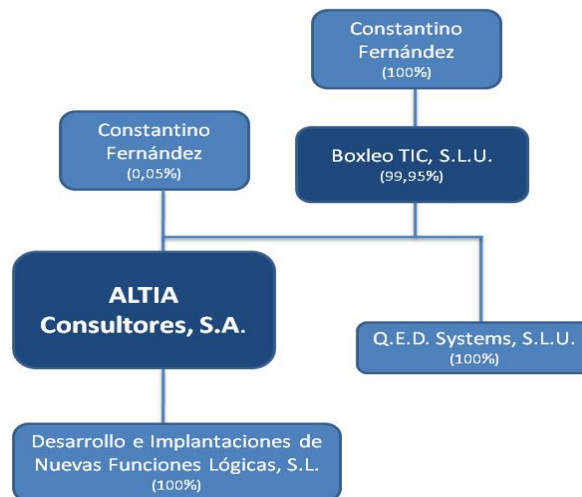 Constantino
Fernández
(100%)
Constantino
Fernández
(0,05%)
Boxleo TIC, S.L.U.
(99,95%)
ALTIA
Consultores, S.A.
Q.E.D. Systems, S.L.U.
(100%)
Desarrollo e Implantaciones de
Nuevas Funciones Lógicas, S.L.
(100%)